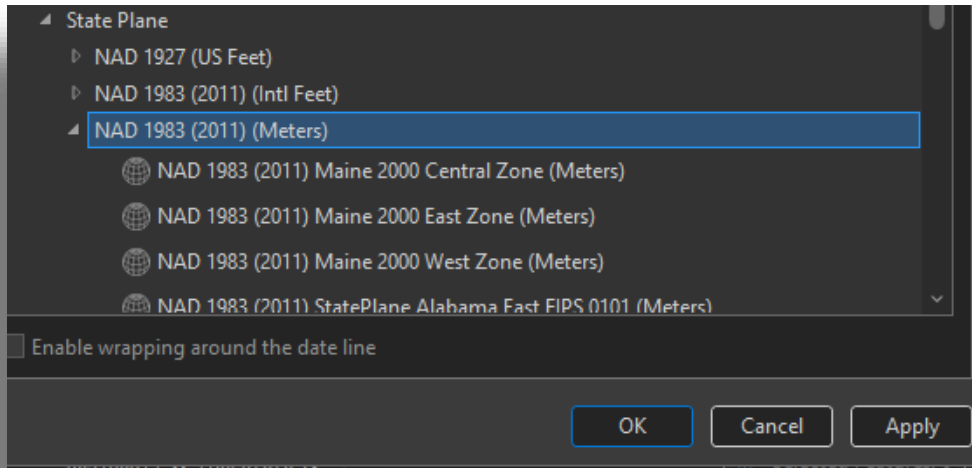 State Plane
NAD 1927 (US Feet)
NAD 1983 (2011) (Intl Feet)
NAD 1983 (2011) (Meters)
NAD 1983 (2011) Maine 2000 Central Zone (Meters)
NAD 1983 (2011) Maine 2000 East Zone (Meters)
NAD 1983 (2011) Maine 2000 West Zone (Meters)
NAD 1983 (2011) StatePlane Alabama East FIPS 0101 (Meters)
Enable wrapping around the date line
OK Cancel Apply